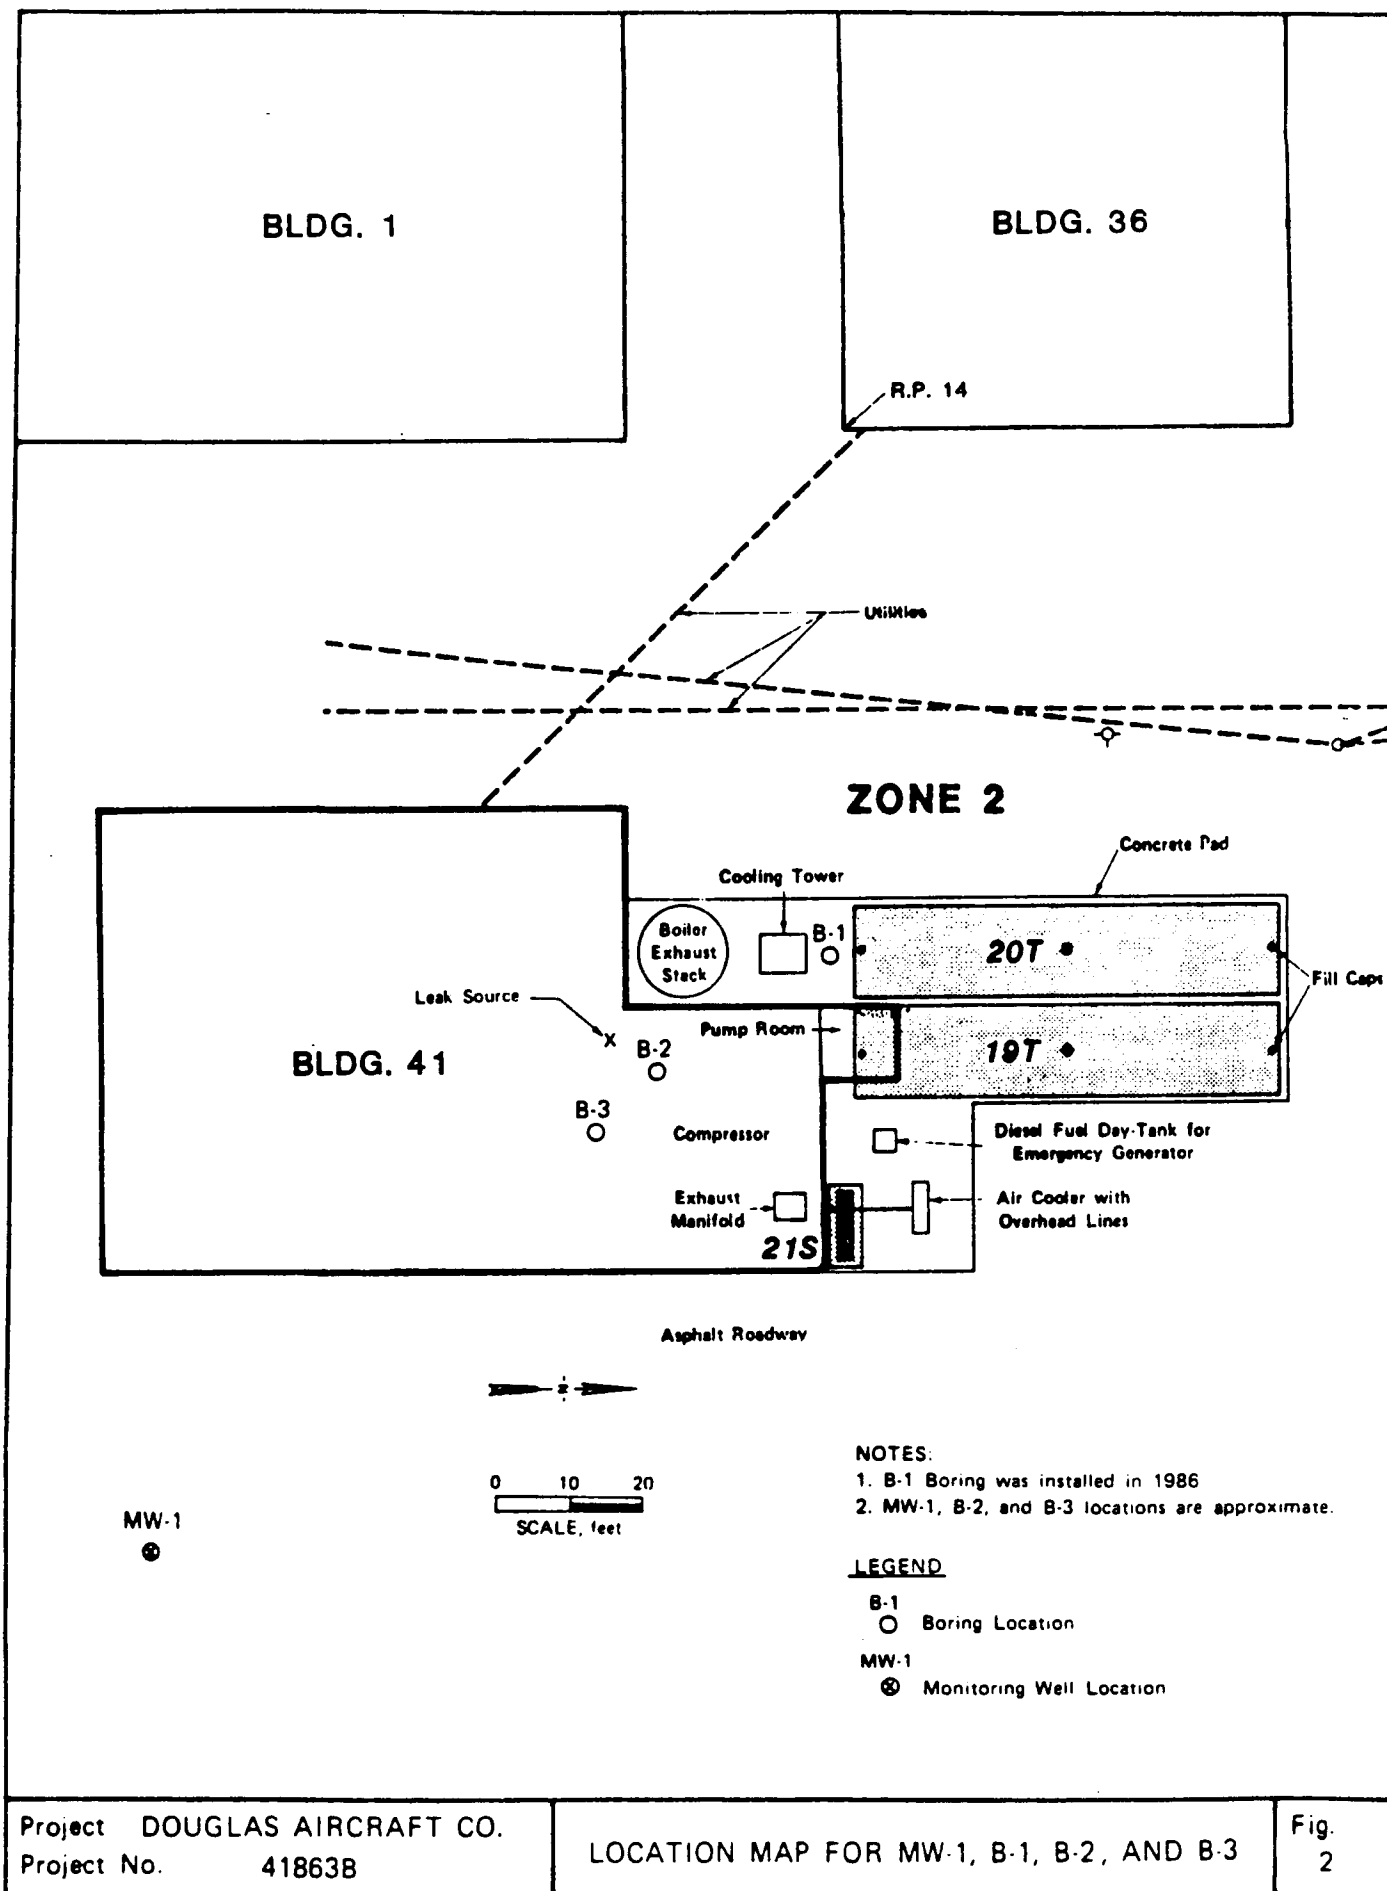 BLDG. 1
BLDG. 36
R.P. 14
Utilities
ZONE 2
Concrete Pad
Cooling Tower
B-1
Boiler
Exhaust
Stack
20T
Fill Caps
Leak Source
X
Pump Room
B-2
19T
BLDG. 41
B-3
Compressor
Diesel Fuel Day-Tank for
Emergency Generator
Exhaust
Manifold
Air Cooler with
Overhead Lines
21S
Asphalt Roadway
z
0 10 20
SCALE, feet
MW-1
NOTES:
1. B-1 Boring was installed in 1986
2. MW-1, B-2, and B-3 locations are approximate.
LEGEND
B-1
Boring Location
MW-1
Monitoring Well Location
Project DOUGLAS AIRCRAFT CO.
Project No. 41863B
LOCATION MAP FOR MW-1, B-1, B-2, AND B-3
Fig.
2